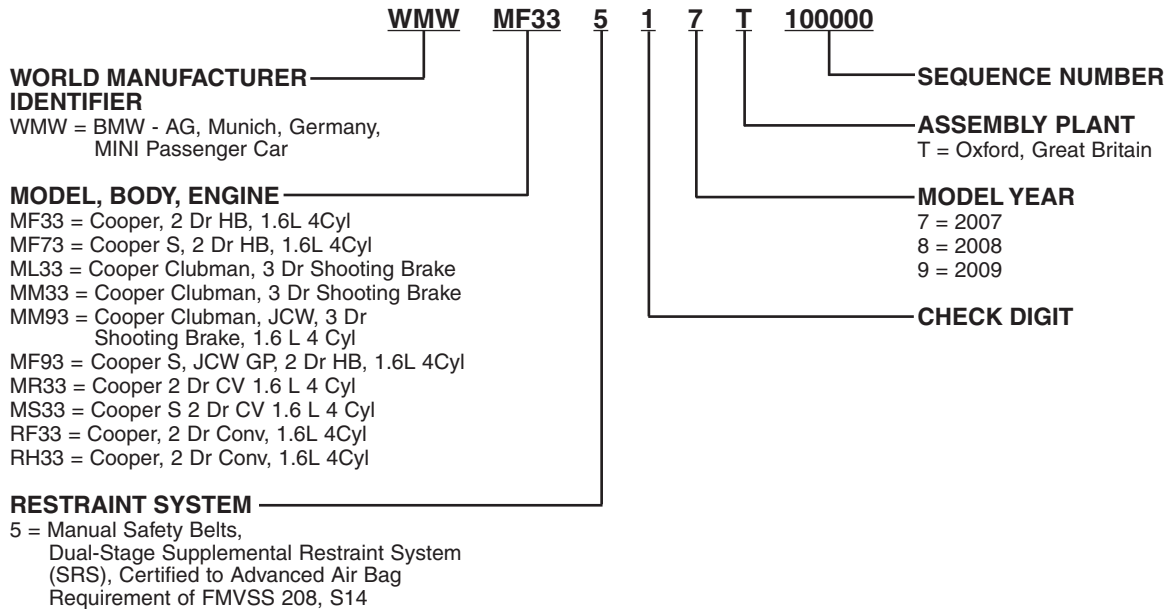 WMW MF33 5 1 7 T 100000
WORLD MANUFACTURER
IDENTIFIER
WMW = BMW - AG, Munich, Germany,
MINI Passenger Car
MODEL, BODY, ENGINE
MF33 = Cooper, 2 Dr HB, 1.6L 4Cyl
MF73 = Cooper S, 2 Dr HB, 1.6L 4Cyl
ML33 = Cooper Clubman, 3 Dr Shooting Brake
MM33 = Cooper Clubman, 3 Dr Shooting Brake
MM93 = Cooper Clubman, JCW, 3 Dr
Shooting Brake, 1.6 L 4 Cyl
MF93 = Cooper S, JCW GP, 2 Dr HB, 1.6L 4Cyl
MR33 = Cooper 2 Dr CV 1.6 L 4 Cyl
MS33 = Cooper S 2 Dr CV 1.6 L 4 Cyl
RF33 = Cooper, 2 Dr Conv, 1.6L 4Cyl
RH33 = Cooper, 2 Dr Conv, 1.6L 4Cyl
RESTRAINT SYSTEM
5 = Manual Safety Belts,
Dual-Stage Supplemental Restraint System
(SRS), Certified to Advanced Air Bag
Requirement of FMVSS 208, S14
SEQUENCE NUMBER
ASSEMBLY PLANT
T = Oxford, Great Britain
MODEL YEAR
7 = 2007
8 = 2008
9 = 2009
CHECK DIGIT